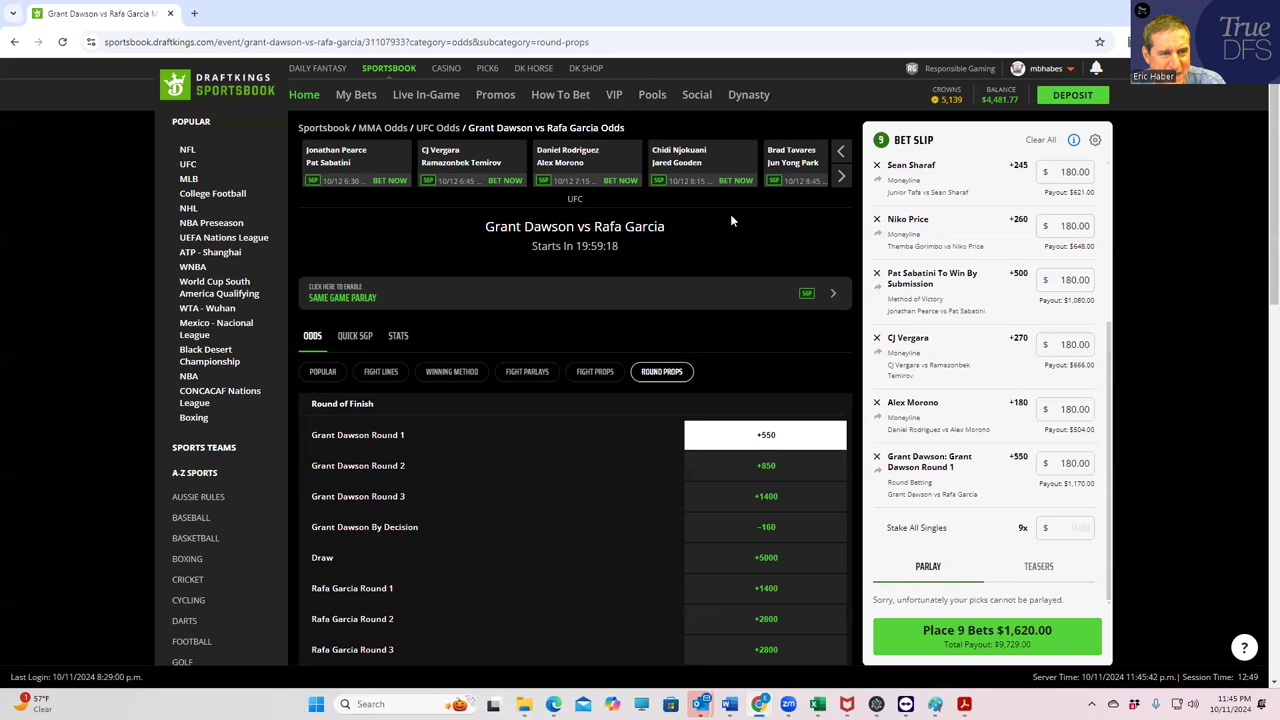 Grant Dawson vs Rafa Garcia M
sportsbook.draftkings.com/event/grant-dawson-vs-rafa-garcia/31107933?category=odds&subcategory=round-props
True
DFS
Eric Haber
DRAFTKINGS
SPORTSBOOK
DAILY FANTASY
SPORTSBOOK
CASINO
PICK6
DK HORSE
DK SHOP
RG Responsible Gaming
mbhabes
Home
My Bets
Promos
How To Bet
VIP
Pools
Social
Dynasty
CROWNS
5,139
BALANCE
$4,481.77
DEPOSIT
POPULAR
NFL
UFC
MLB
College Football
NHL
NBA Preseason
UEFA Nations League
ATP - Shanghai
WNBA
World Cup South
America Qualifying
WTA - Wuhan
Mexico - National
League
Black Desert
Championship
NBA
CONCACAF Nations
League
Boxing
SPORTS TEAMS
A-Z SPORTS
AUSSIE RULES
BASEBALL
BASKETBALL
BOXING
CRICKET
CYCLING
DARTS
FOOTBALL
GOLF
Sportsbook / MMA Odds / UFC Odds / Grant Dawson vs Rafa Garcia Odds
Jonathan Pearce
Pat Sabatini
SGP 10/12 6:30 ... BET NOW
CJ Vergara
Ramazonbek Temirov
SGP 10/12 6:45 ... BET NOW
Daniel Rodriguez
Alex Morono
SGP 10/12 7:15 ... BET NOW
Chidi Njokuani
Jared Gooden
SGP 10/12 8:15 ... BET NOW
Brad Tavares
Jun Yong Park
SGP 10/12 8:45 ...
UFC
Grant Dawson vs Rafa Garcia
Starts In 19:59:18
CLICK HERE TO ENABLE
SAME GAME PARLAY
SGP
ODDS
QUICK SGP
STATS
POPULAR
FIGHT LINES
WINNING METHOD
FIGHT PARLAYS
FIGHT PROPS
ROUND PROPS
Round of Finish
Grant Dawson Round 1 +550
Grant Dawson Round 2 +850
Grant Dawson Round 3 +1400
Grant Dawson By Decision −160
Draw +5000
Rafa Garcia Round 1 +1400
Rafa Garcia Round 2 +2000
Rafa Garcia Round 3 +2800
9 BET SLIP
Clear All
Sean Sharaf +245 $ 180.00
Moneyline
Junior Tafa vs Sean Sharaf Payout: $621.00
Niko Price +260 $ 180.00
Moneyline
Themba Gorimbo vs Niko Price Payout: $648.00
Pat Sabatini To Win By
Submission +500 $ 180.00
Method of Victory
Jonathan Pearce vs Pat Sabatini Payout: $1,080.00
CJ Vergara +270 $ 180.00
Moneyline
CJ Vergara vs Ramazonbek
Temirov Payout: $666.00
Alex Morono +180 $ 180.00
Moneyline
Daniel Rodriguez vs Alex Morono Payout: $504.00
Grant Dawson: Grant
Dawson Round 1 +550 $ 180.00
Round Betting
Grant Dawson vs Rafa Garcia Payout: $1,170.00
Stake All Singles 9x $ 0.00
PARLAY
TEASERS
Sorry, unfortunately your picks cannot be parlayed.
Place 9 Bets $1,620.00
Total Payout: $9,729.00
?
Last Login: 10/11/2024 8:29:00 p.m.
Server Time: 10/11/2024 11:45:42 p.m.| Session Time: 12:49
1
57°F
Clear
Search
11:45 PM
10/11/2024